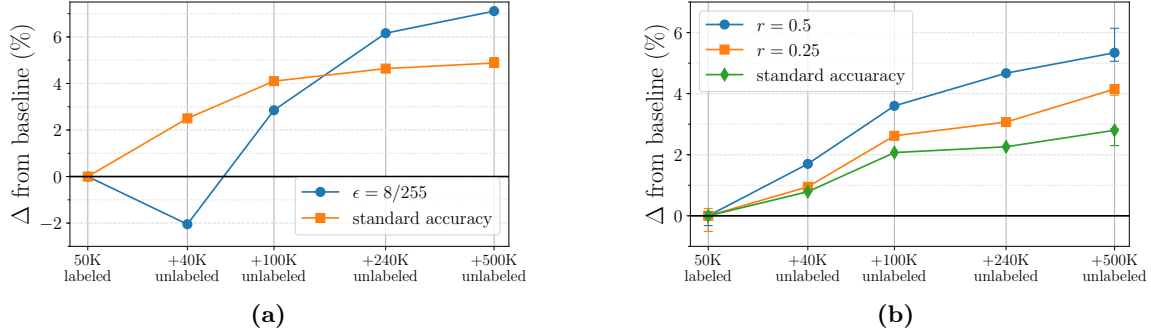 Δ from baseline (%)
6
4
2
0
−2
ϵ = 8/255
standard accuracy
50K labeled
+40K unlabeled
+100K unlabeled
+240K unlabeled
+500K unlabeled
(a)
Δ from baseline (%)
6
4
2
0
r = 0.5
r = 0.25
standard accuaracy
50K labeled
+40K unlabeled
+100K unlabeled
+240K unlabeled
+500K unlabeled
(b)